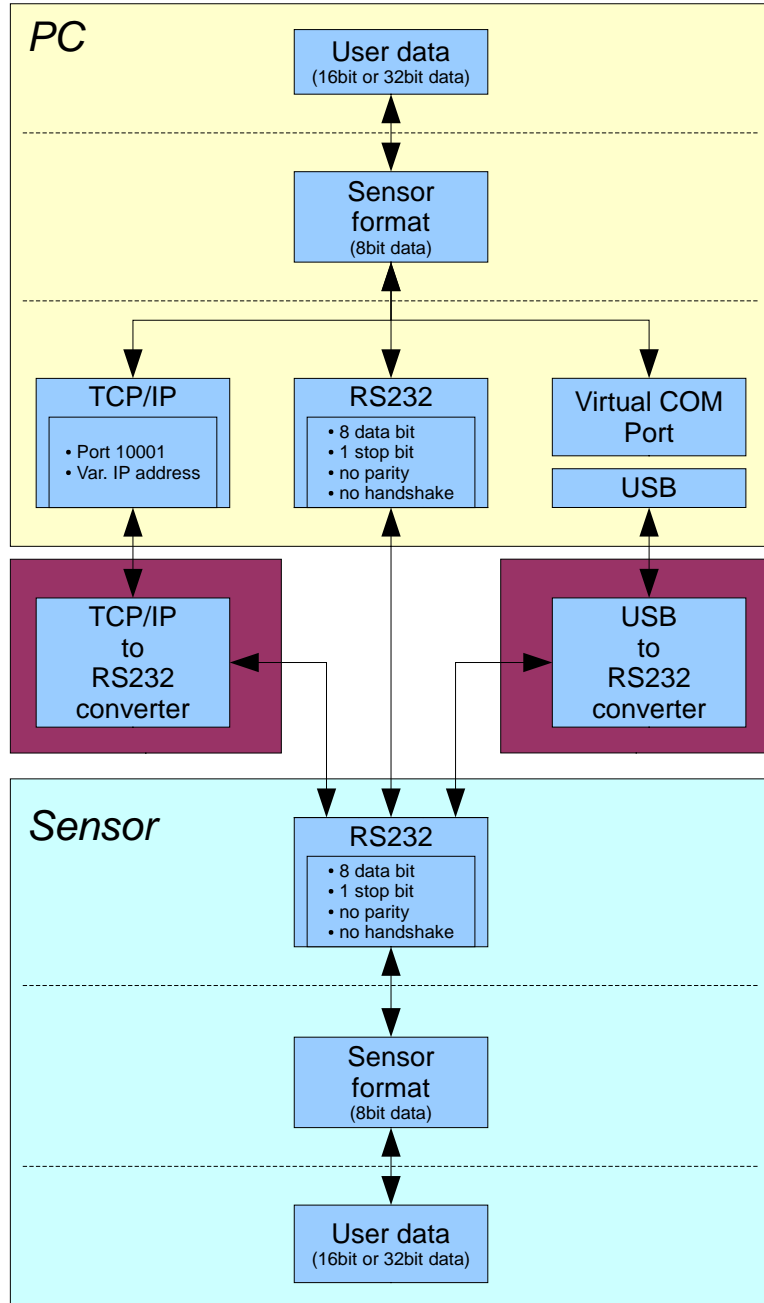 PC
User data
(16bit or 32bit data)
Sensor
format
(8bit data)
TCP/IP
• Port 10001
• Var. IP address
RS232
• 8 data bit
• 1 stop bit
• no parity
• no handshake
Virtual COM
Port
USB
TCP/IP
to
RS232
converter
USB
to
RS232
converter
Sensor
RS232
• 8 data bit
• 1 stop bit
• no parity
• no handshake
Sensor
format
(8bit data)
User data
(16bit or 32bit data)